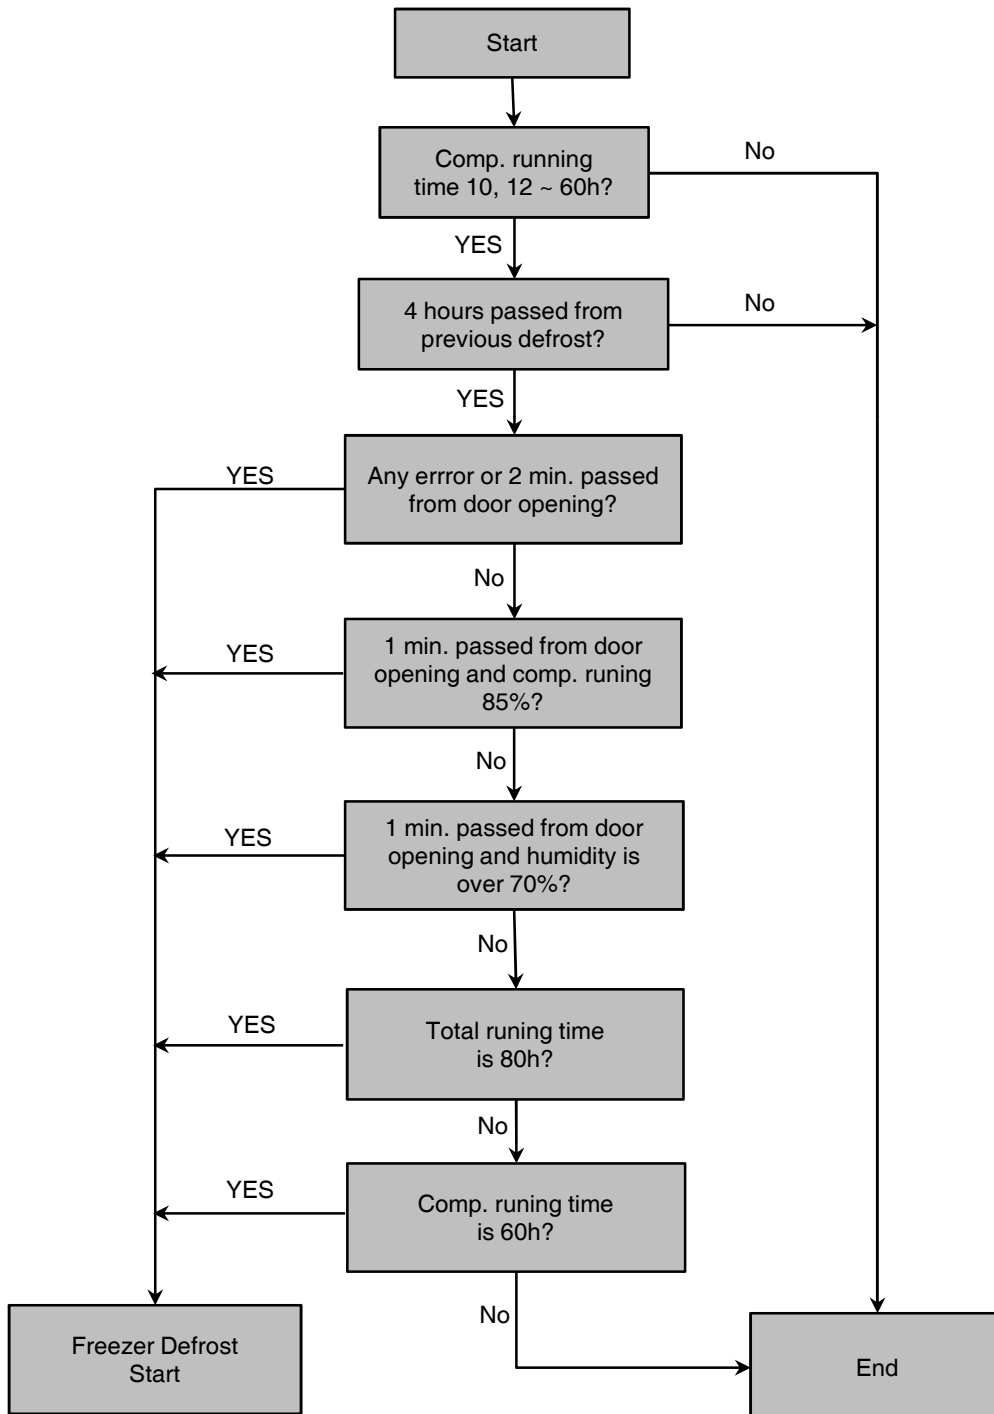 Start
Comp. running
time 10, 12 ~ 60h?
No
YES
4 hours passed from
previous defrost?
No
YES
Any errror or 2 min. passed
from door opening?
YES
No
1 min. passed from door
opening and comp. runing
85%?
YES
No
1 min. passed from door
opening and humidity is
over 70%?
YES
No
Total runing time
is 80h?
YES
No
Comp. runing time
is 60h?
YES
No
Freezer Defrost
Start
End